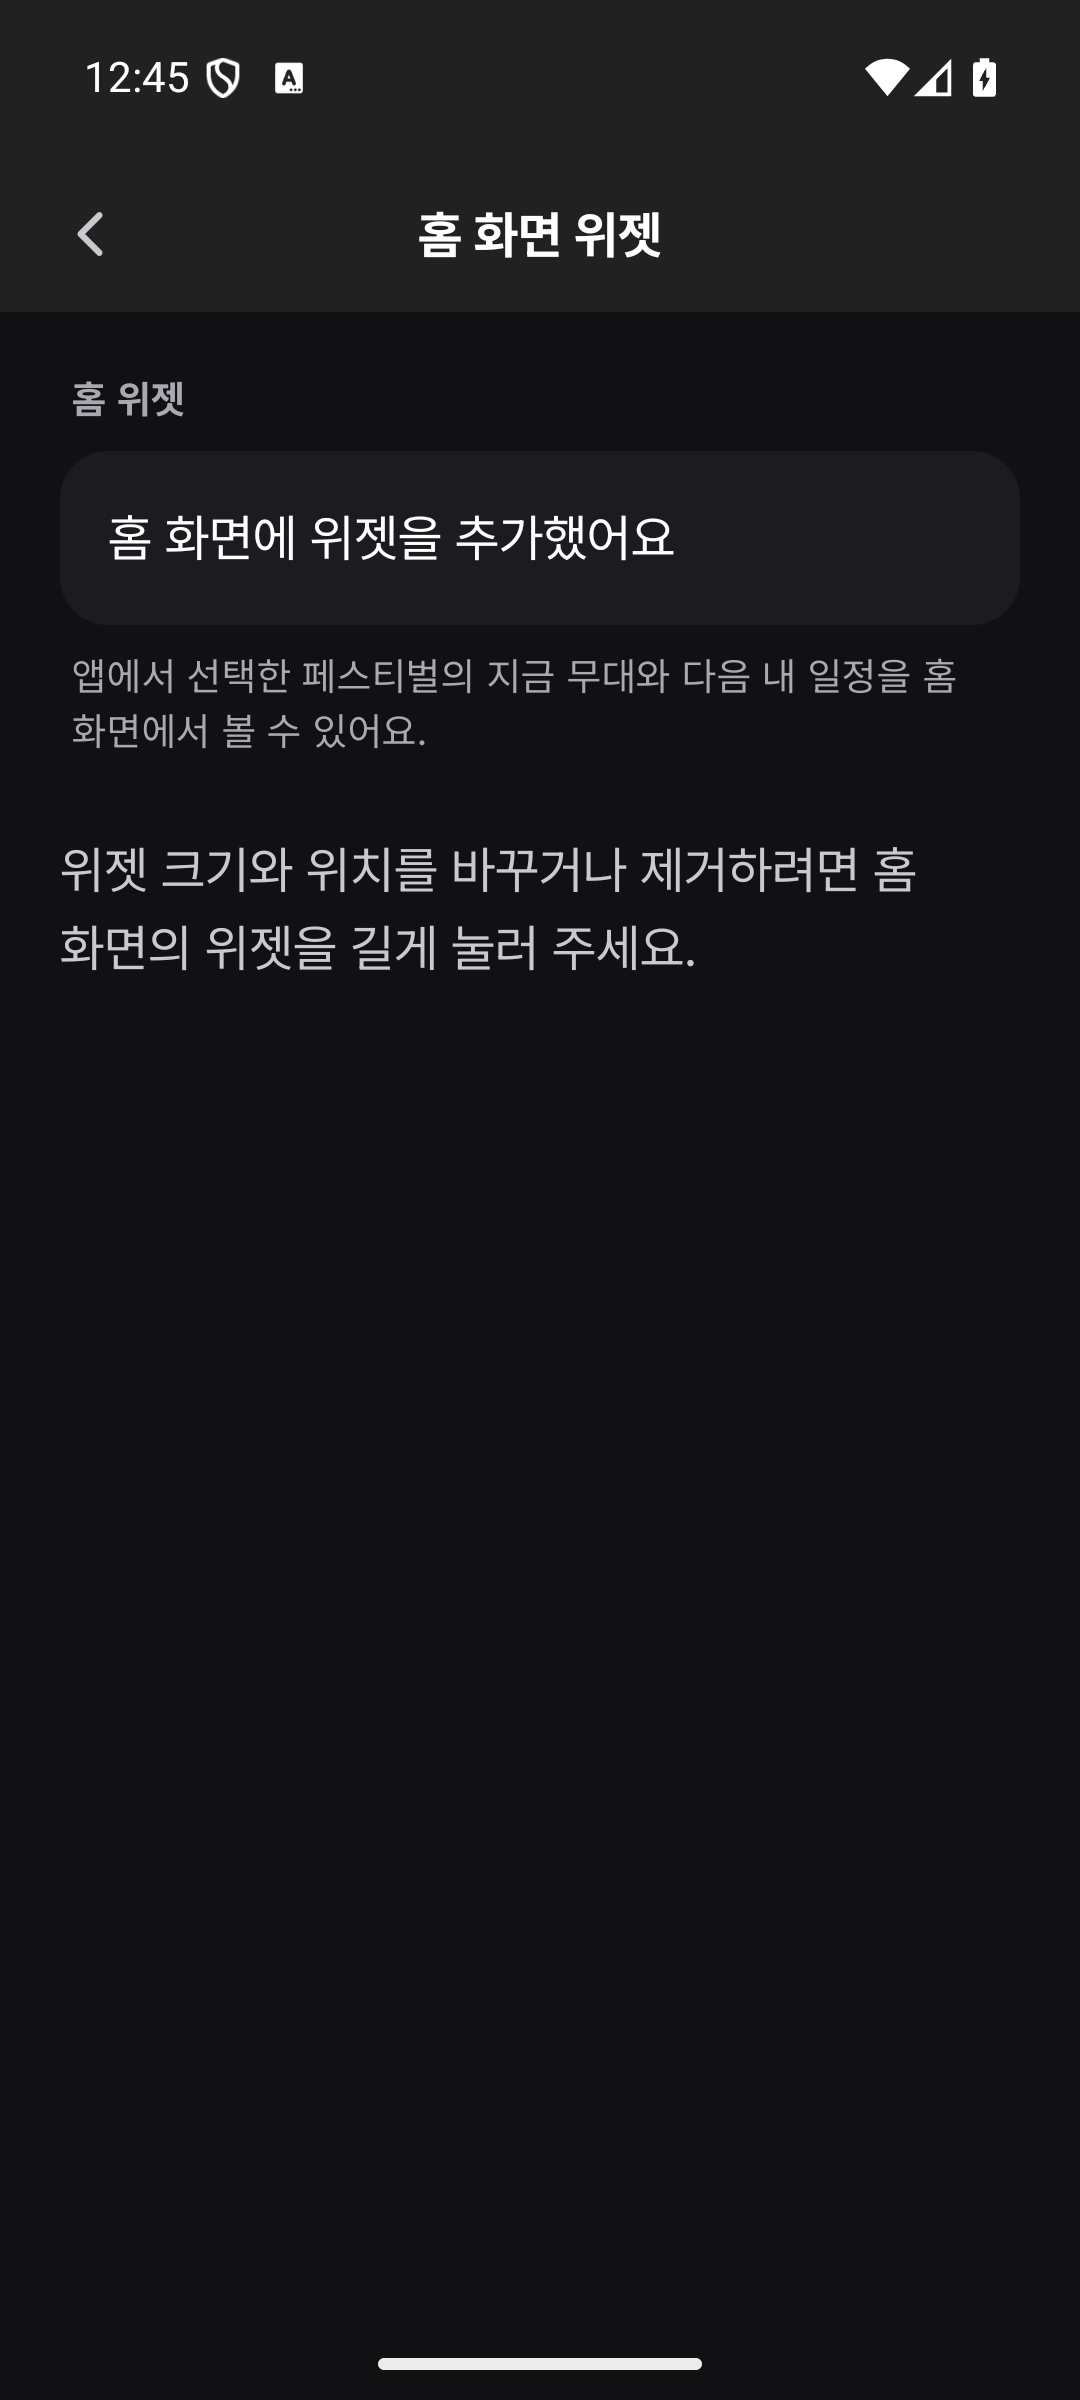 12:45
홈 화면 위젯
홈 위젯
홈 화면에 위젯을 추가했어요
앱에서 선택한 페스티벌의 지금 무대와 다음 내 일정을 홈
화면에서 볼 수 있어요.
위젯 크기와 위치를 바꾸거나 제거하려면 홈
화면의 위젯을 길게 눌러 주세요.